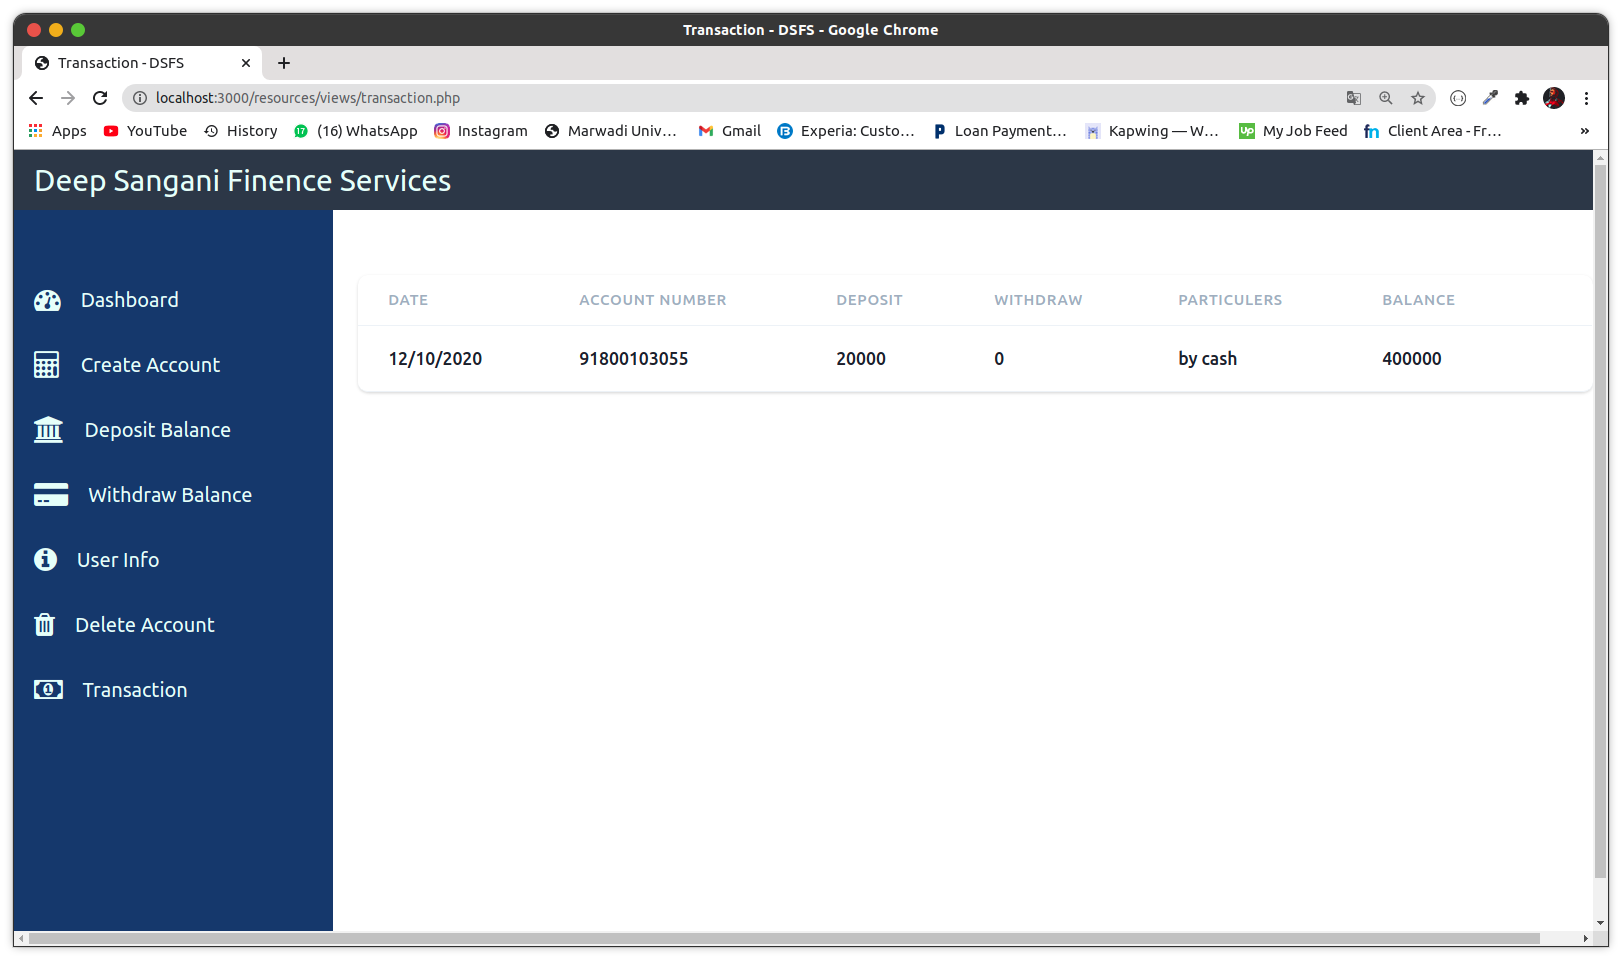 Transaction - DSFS - Google Chrome
Transaction - DSFS
localhost:3000/resources/views/transaction.php
Apps YouTube History 17 (16) WhatsApp Instagram Marwadi Univ... Gmail Experia: Custo... Loan Payment... Kapwing — W... Up My Job Feed fn Client Area - Fr... »
Deep Sangani Finence Services
Dashboard
Create Account
Deposit Balance
Withdraw Balance
User Info
Delete Account
Transaction
DATE ACCOUNT NUMBER DEPOSIT WITHDRAW PARTICULERS BALANCE
12/10/2020 91800103055 20000 0 by cash 400000